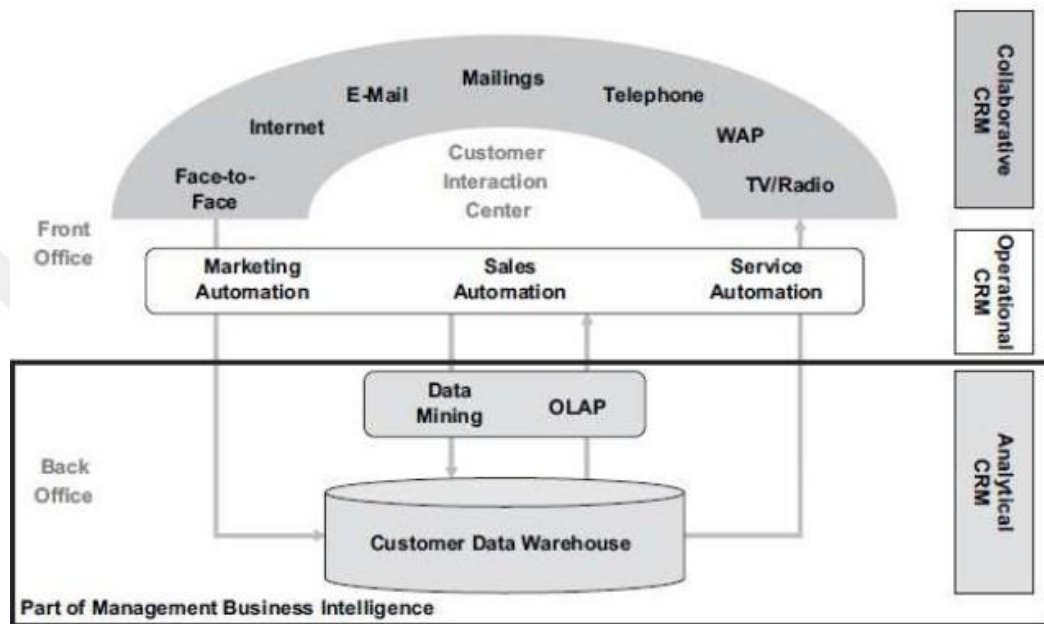 Mailings
E-Mail
Telephone
Internet
WAP
Customer
Interaction
Center
Face-to-
Face
TV/Radio
Collaborative
CRM
Front
Office
Marketing
Automation
Sales
Automation
Service
Automation
Operational
CRM
Data
Mining
OLAP
Back
Office
Customer Data Warehouse
Analytical
CRM
Part of Management Business Intelligence